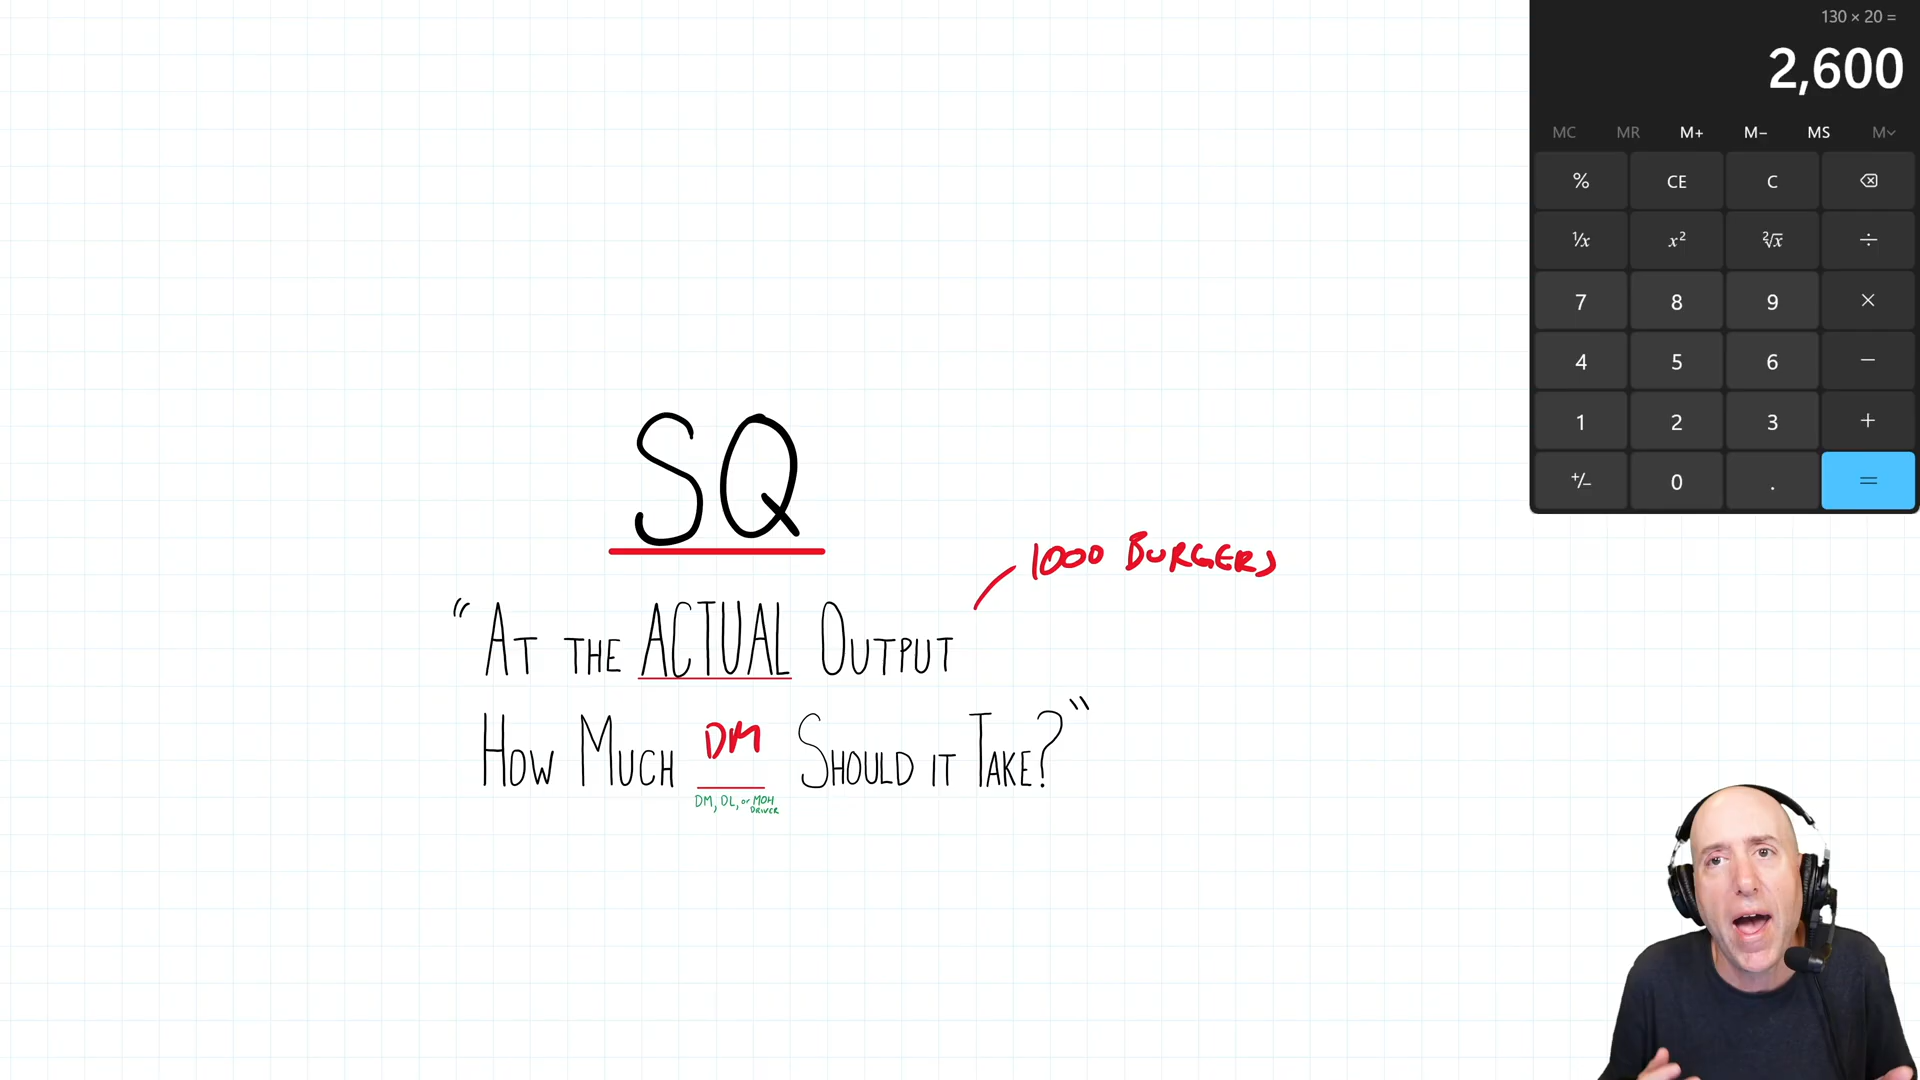 130 × 20 =
2,600
MC MR M+ M− MS M˅
% CE C ⌫
¹/x x² ²√x ÷
7 8 9 ×
4 5 6 −
1 2 3 +
+/− 0 . =
SQ
1000 BURGERS
“AT THE ACTUAL OUTPUT
HOW MUCH DM SHOULD IT TAKE?”
DM, DL, or MOH
DRIVER